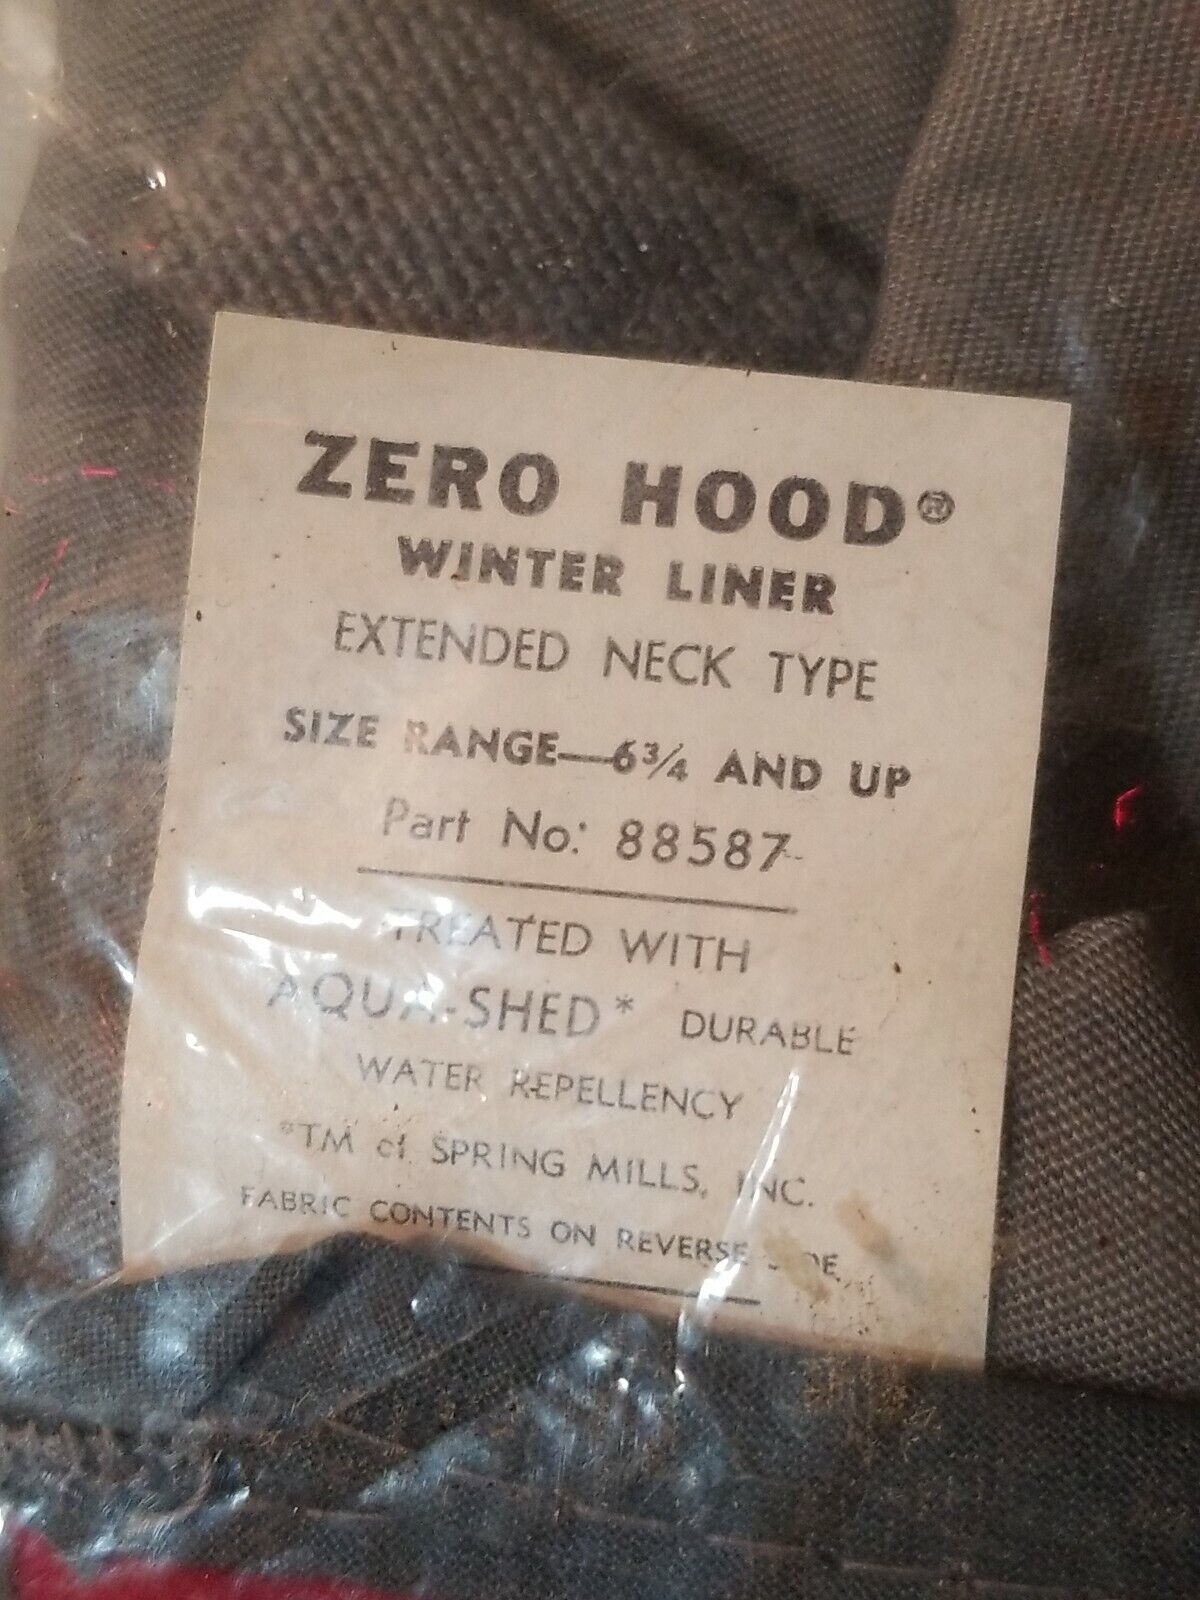 ZERO HOOD®
WINTER LINER
EXTENDED NECK TYPE
SIZE RANGE—6¾ AND UP
Part No: 88587
TREATED WITH
AQUA-SHED* DURABLE
WATER REPELLENCY
*TM of SPRING MILLS, INC.
FABRIC CONTENTS ON REVERSE SIDE.